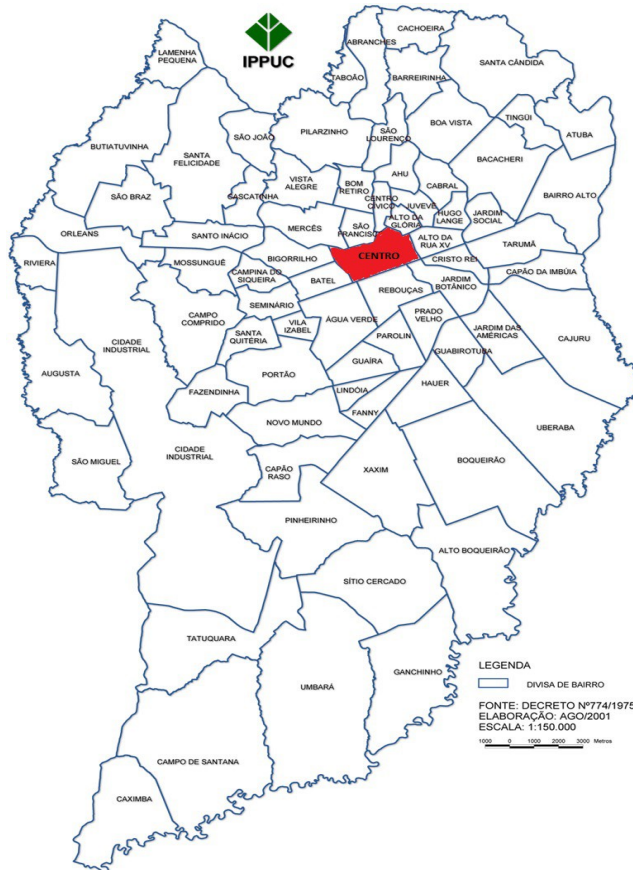 IPPUC
CACHOEIRA
ABRANCHES
LAMENHA
PEQUENA
SANTA CÂNDIDA
TABOÃO
BARREIRINHA
TINGÜI
BOA VISTA
PILARZINHO
SÃO
LOURENÇO
SÃO JOÃO
ATUBA
BUTIATUVINHA
SANTA
FELICIDADE
BACACHERI
AHU
VISTA
ALEGRE
BOM
RETIRO
CABRAL
BAIRRO ALTO
SÃO BRAZ
CASCATINHA
CENTRO
CÍVICO
JUVEVÊ
HUGO
LANGE
JARDIM
SOCIAL
ALTO DA
GLÓRIA
ORLEANS
SANTO INÁCIO
MERCÊS
SÃO
FRANCISCO
ALTO DA
RUA XV
TARUMÃ
CENTRO
BIGORRILHO
CRISTO REI
RIVIERA
MOSSUNGUÊ
CAMPINA DO
SIQUEIRA
CAPÃO DA IMBÚIA
BATEL
JARDIM
BOTÂNICO
REBOUÇAS
SEMINÁRIO
CAMPO
COMPRIDO
VILA
IZABEL
ÁGUA VERDE
PRADO
VELHO
SANTA
QUITÉRIA
PAROLIN
JARDIM DAS
AMÉRICAS
CAJURU
CIDADE
INDUSTRIAL
GUABIROTUBA
GUAÍRA
AUGUSTA
PORTÃO
HAUER
FAZENDINHA
LINDÓIA
FANNY
NOVO MUNDO
UBERABA
CIDADE
INDUSTRIAL
SÃO MIGUEL
BOQUEIRÃO
CAPÃO
RASO
XAXIM
PINHEIRINHO
ALTO BOQUEIRÃO
SÍTIO CERCADO
TATUQUARA
LEGENDA
GANCHINHO
DIVISA DE BAIRRO
UMBARÁ
FONTE: DECRETO Nº774/1975
ELABORAÇÃO: AGO/2001
ESCALA: 1:150.000
1000 0 1000 2000 3000 Metros
CAMPO DE SANTANA
CAXIMBA